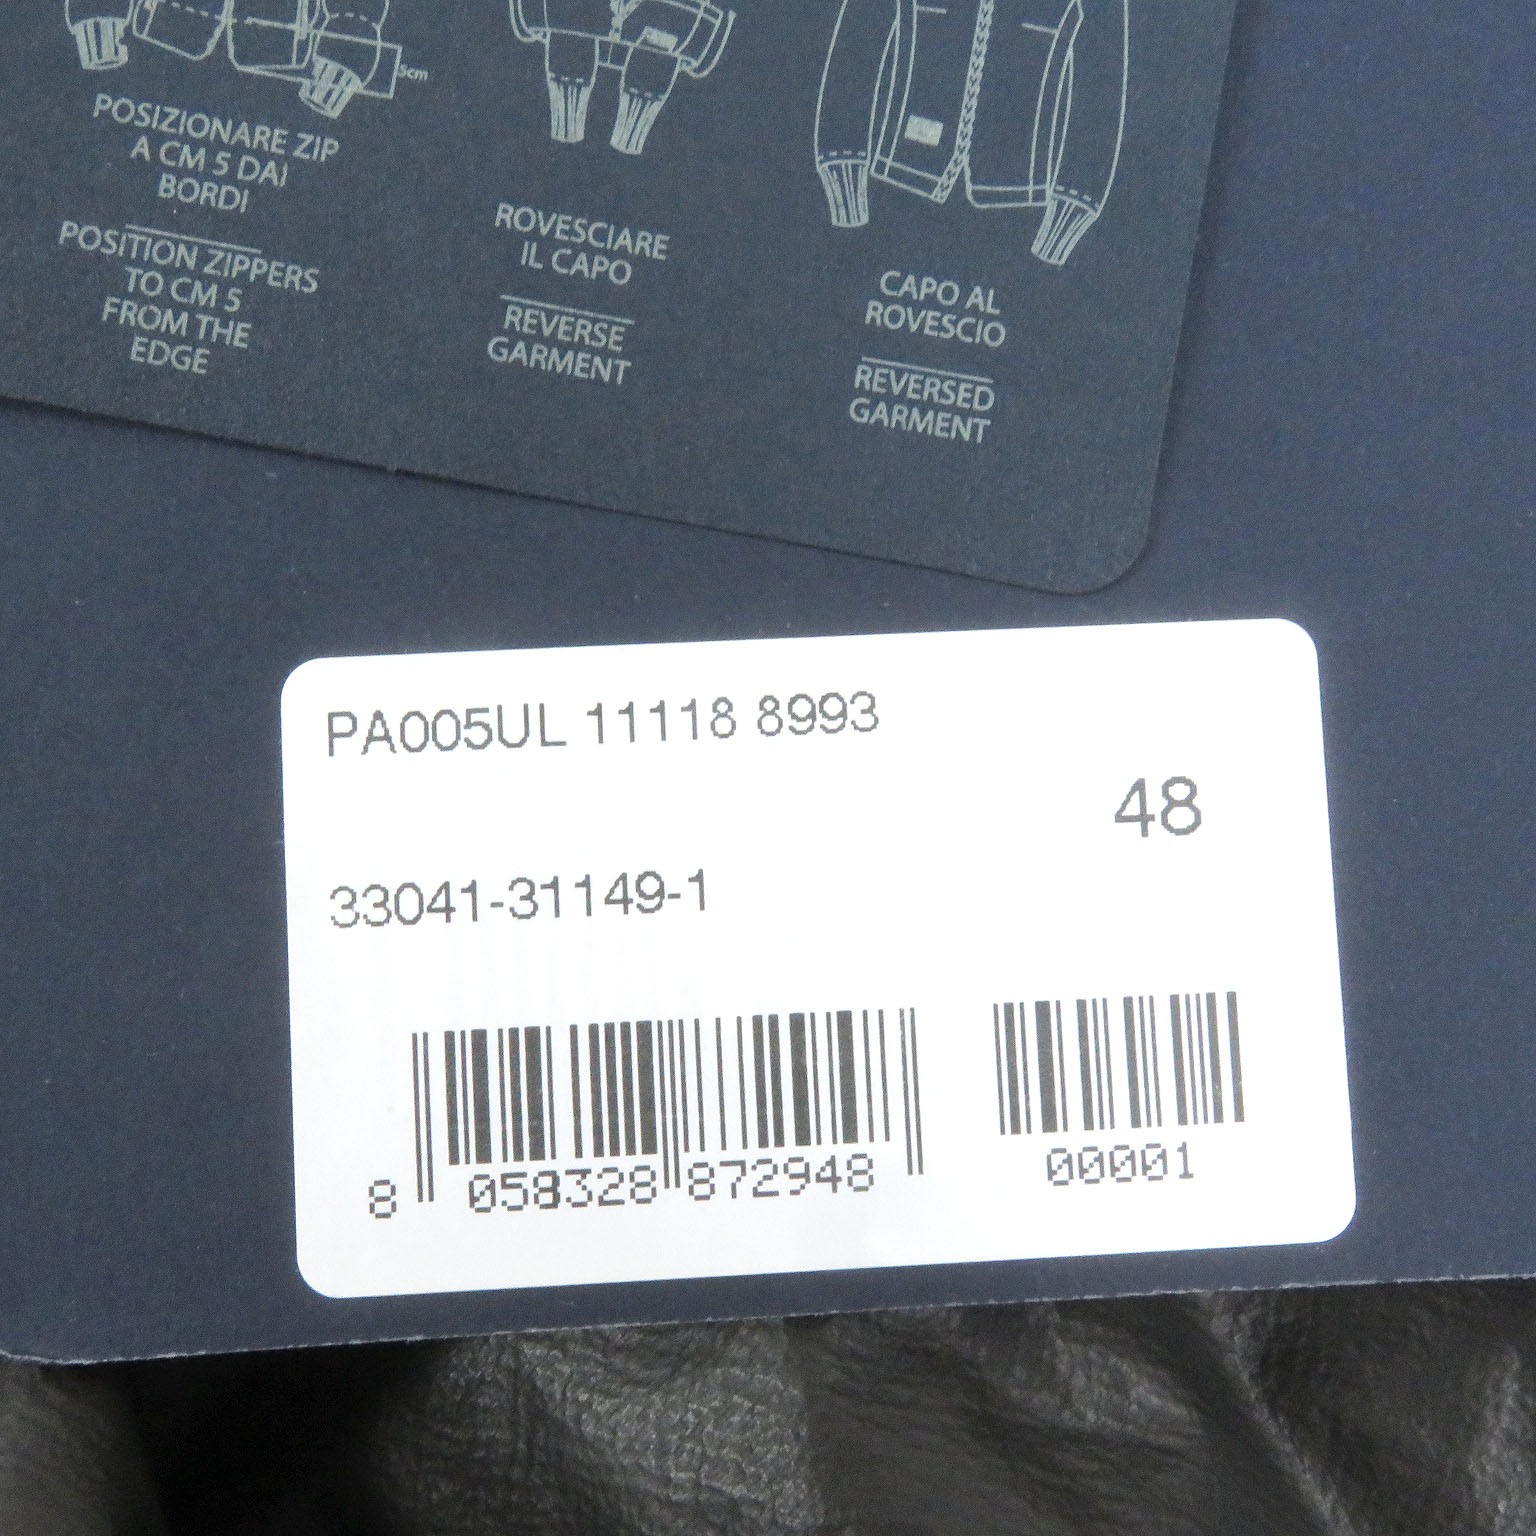 5cm
POSIZIONARE ZIP
A CM 5 DAI
BORDI
POSITION ZIPPERS
TO CM 5
FROM THE
EDGE
ROVESCIARE
IL CAPO
REVERSE
GARMENT
CAPO AL
ROVESCIO
REVERSED
GARMENT
PA005UL 11118 8993
48
33041-31149-1
8 058328 872948
00001